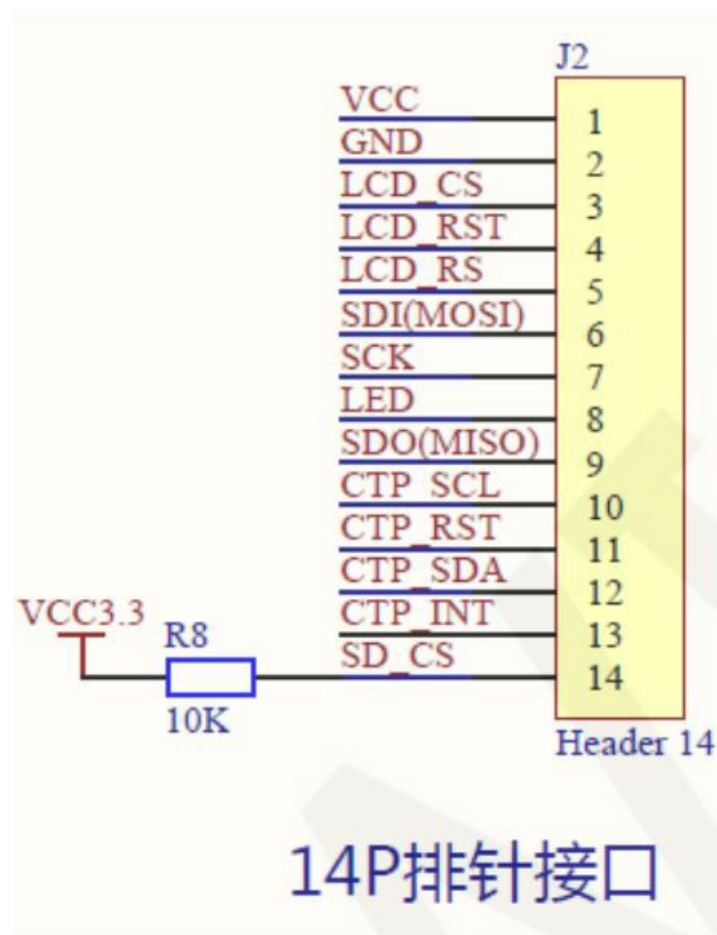 J2
VCC 1
GND 2
LCD_CS 3
LCD_RST 4
LCD_RS 5
SDI(MOSI) 6
SCK 7
LED 8
SDO(MISO) 9
CTP_SCL 10
CTP_RST 11
CTP_SDA 12
CTP_INT 13
VCC3.3
R8
SD_CS 14
10K
Header 14
14P排针接口